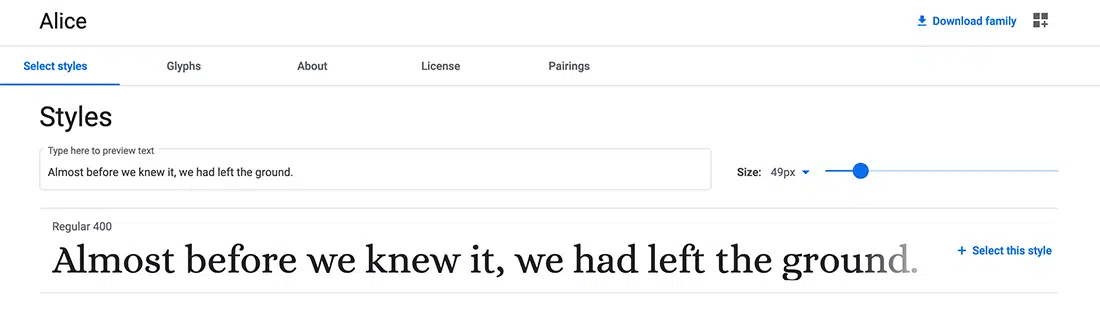 Alice
Download family
Select styles Glyphs About License Pairings
Styles
Type here to preview text
Almost before we knew it, we had left the ground.
Size: 49px
Regular 400
Almost before we knew it, we had left the ground.
+ Select this style